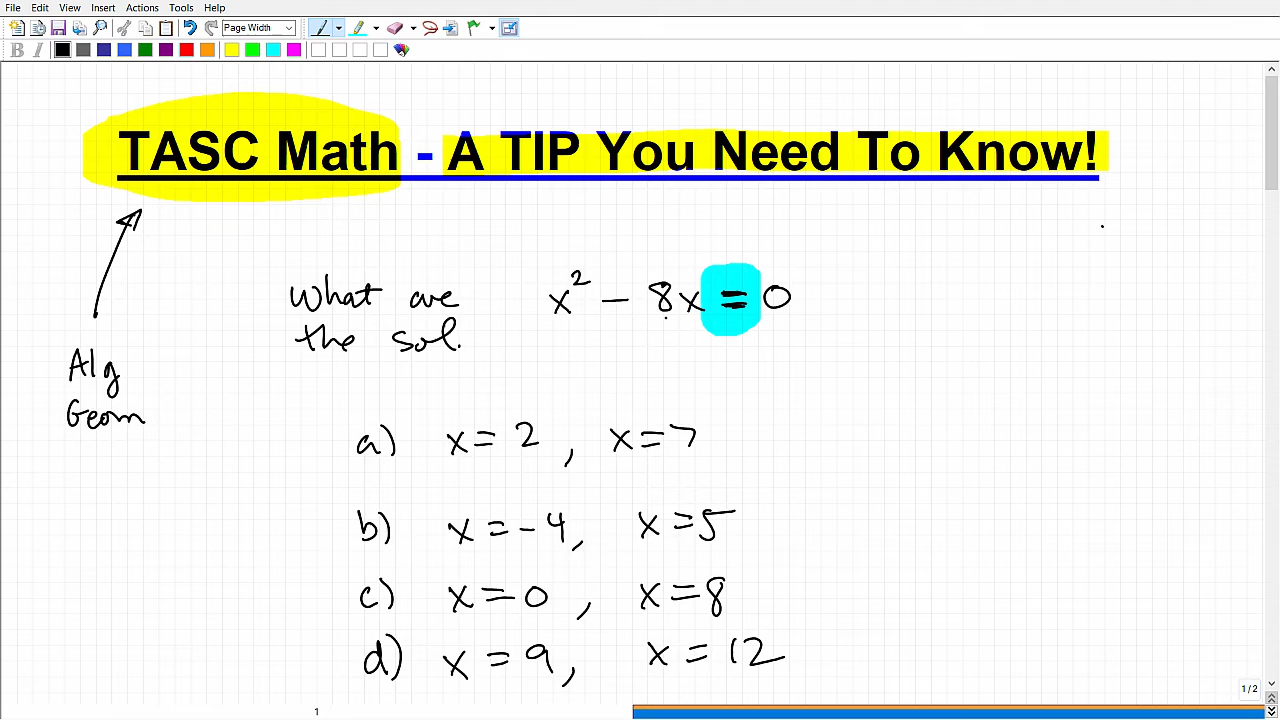 File Edit View Insert Actions Tools Help
Page Width
B I
TASC Math - A TIP You Need To Know!
What are
the sol.
x² − 8x = 0
Alg
Geom
a) x = 2 , x = 7
b) x = -4, x = 5
c) x = 0 , x = 8
d) x = 9, x = 12
1/2
1